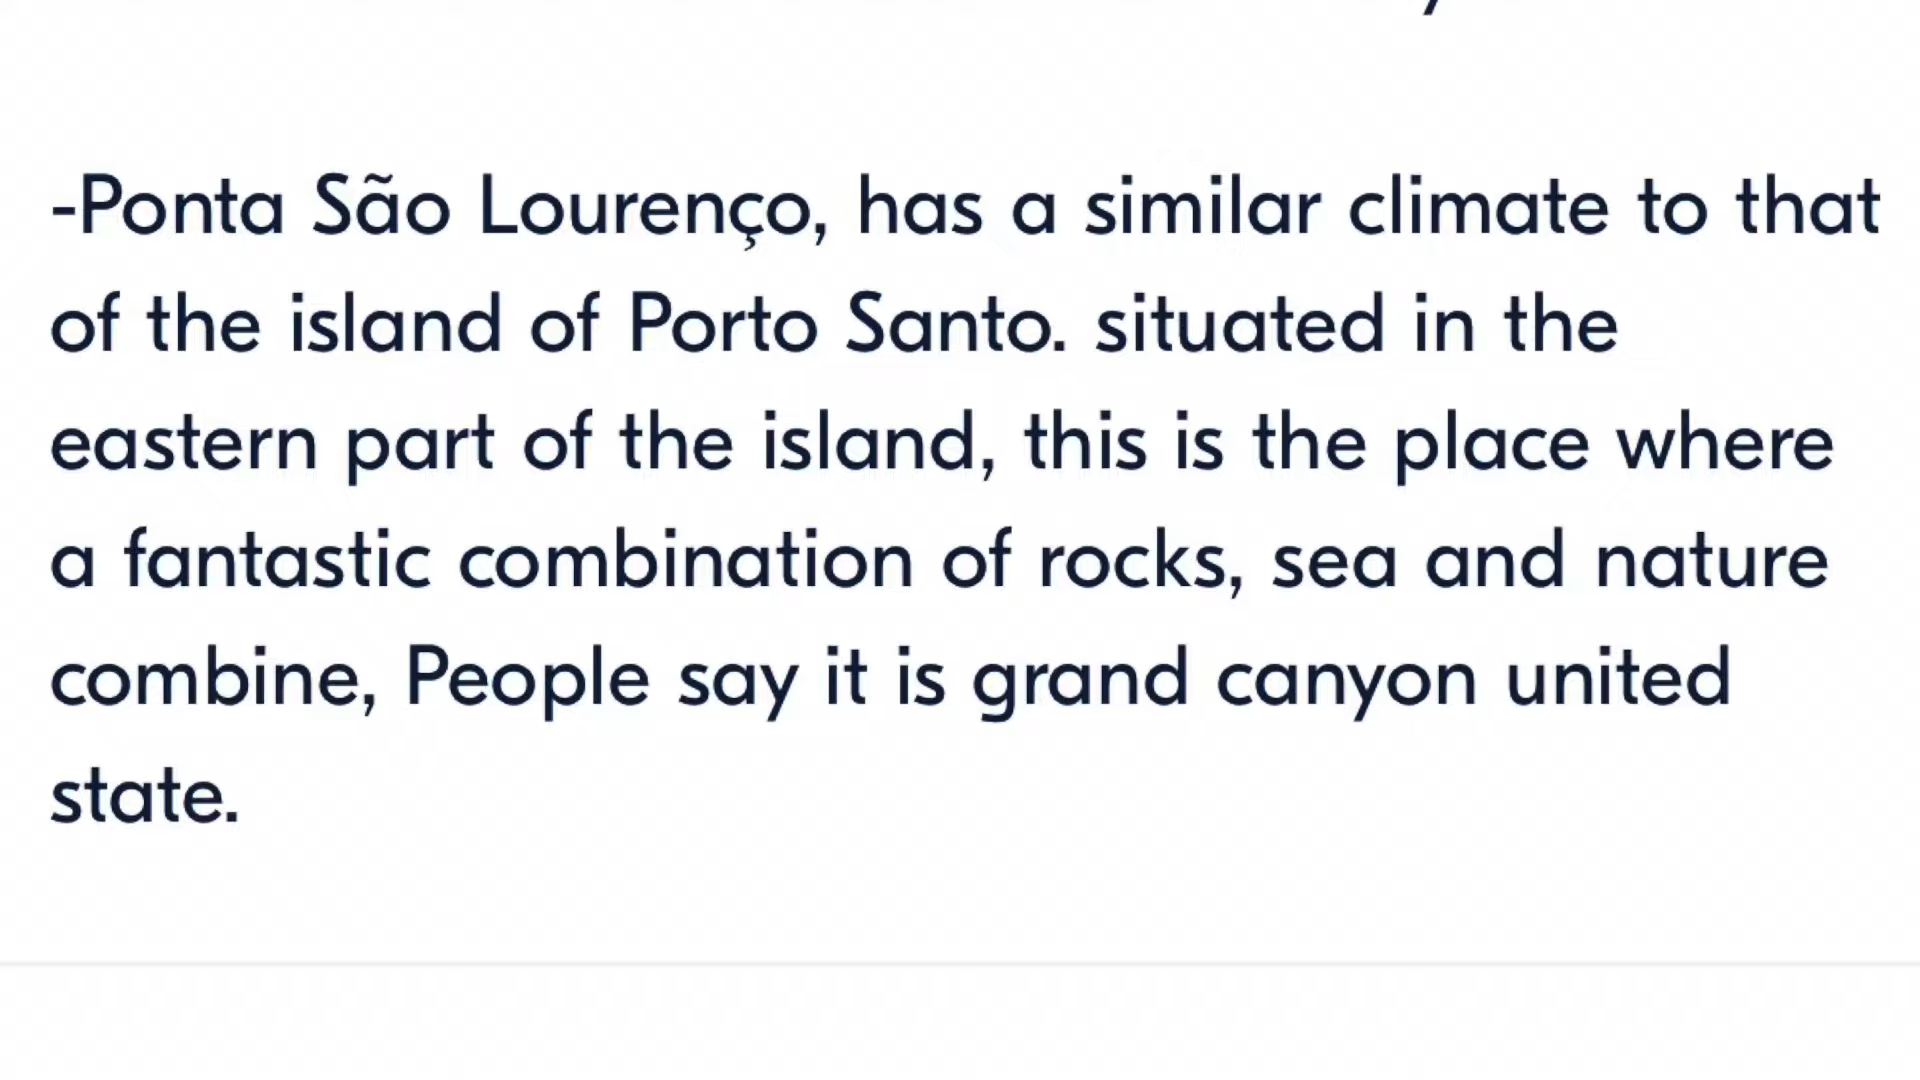 -Ponta São Lourenço, has a similar climate to that
of the island of Porto Santo. situated in the
eastern part of the island, this is the place where
a fantastic combination of rocks, sea and nature
combine, People say it is grand canyon united
state.